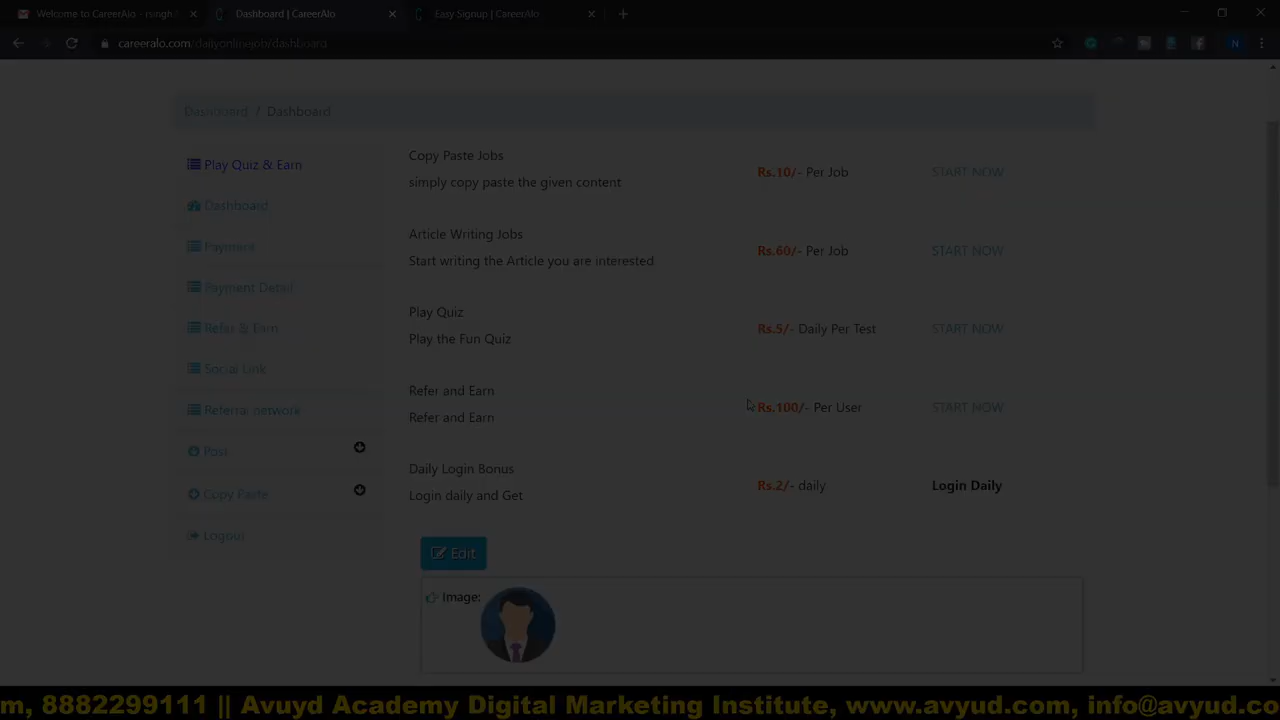 Welcome to CareerAlo - rsingh
Dashboard | CareerAlo
Easy Signup | CareerAlo
careeralo.com/dailyonlinejob/dashboard
N
Dashboard / Dashboard
Play Quiz & Earn
Dashboard
Payment
Payment Detail
Refer & Earn
Social Link
Referral network
Post
Copy Paste
Logout
Copy Paste Jobs
simply copy paste the given content
Rs.10/- Per Job
START NOW
Article Writing Jobs
Start writing the Article you are interested
Rs.60/- Per Job
START NOW
Play Quiz
Play the Fun Quiz
Rs.5/- Daily Per Test
START NOW
Refer and Earn
Refer and Earn
Rs.100/- Per User
START NOW
Daily Login Bonus
Login daily and Get
Rs.2/- daily
Login Daily
Edit
Image:
m, 8882299111 || Avuyd Academy Digital Marketing Institute, www.avyud.com, info@avyud.co